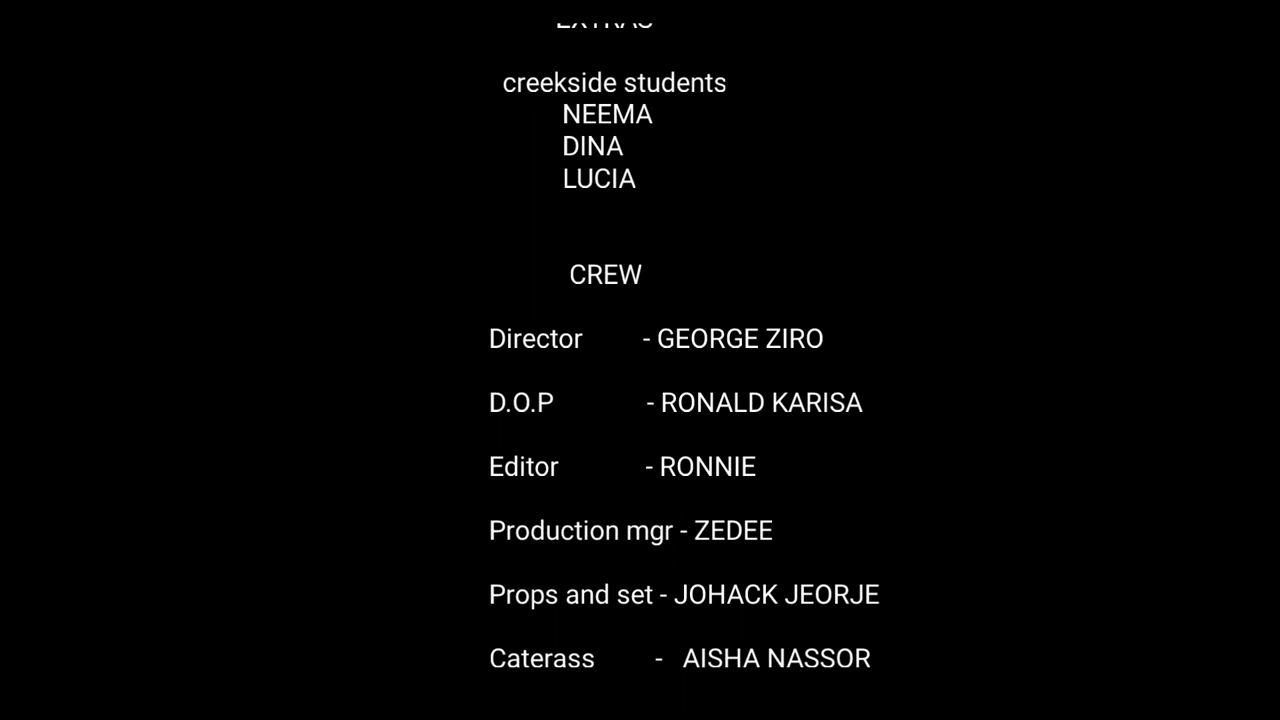 EXTRAS
creekside students
NEEMA
DINA
LUCIA
CREW
Director - GEORGE ZIRO
D.O.P - RONALD KARISA
Editor - RONNIE
Production mgr - ZEDEE
Props and set - JOHACK JEORJE
Caterass - AISHA NASSOR